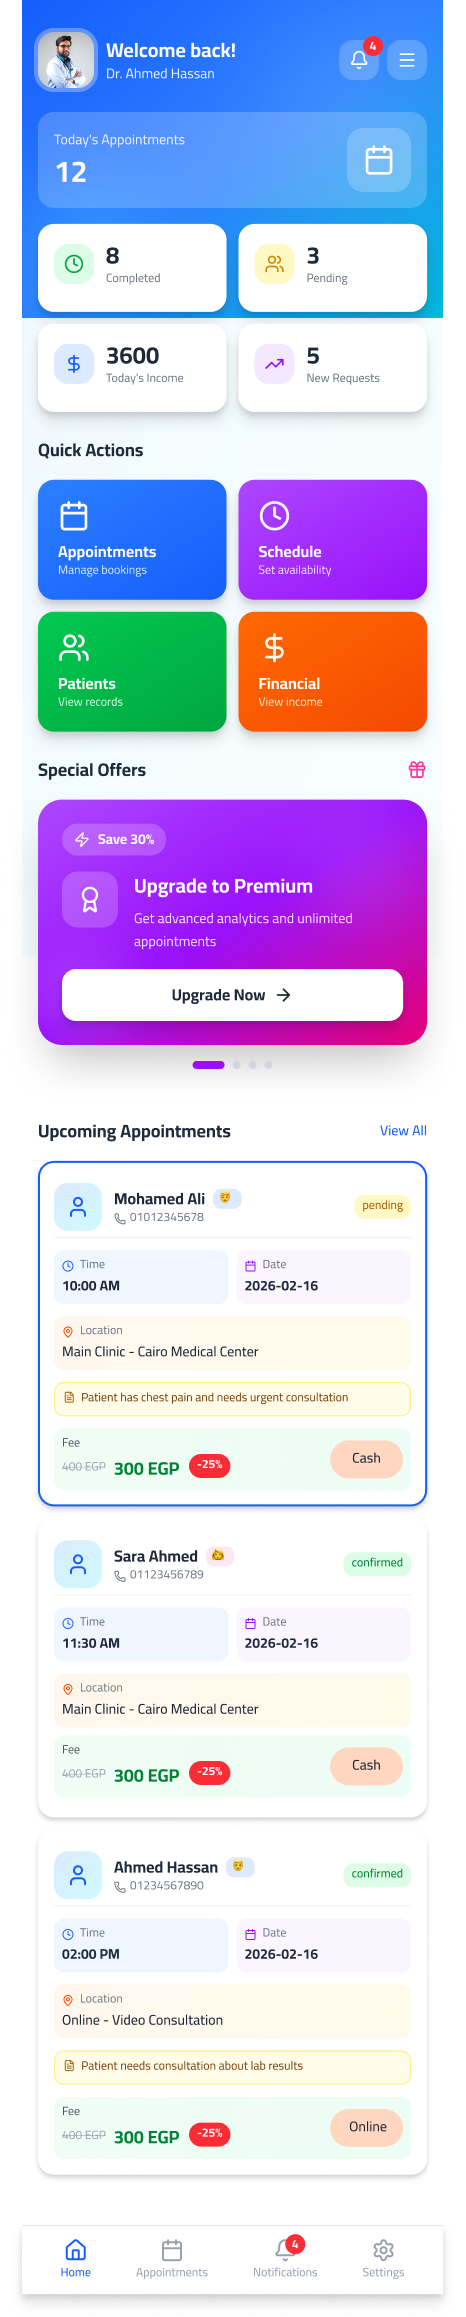 Welcome back!
Dr. Ahmed Hassan
4
Today's Appointments
12
8
Completed
3
Pending
3600
Today's Income
5
New Requests
Quick Actions
Appointments
Manage bookings
Schedule
Set availability
Patients
View records
Financial
View income
Special Offers
Save 30%
Upgrade to Premium
Get advanced analytics and unlimited
appointments
Upgrade Now
Upcoming Appointments
View All
Mohamed Ali
01012345678
pending
Time
10:00 AM
Date
2026-02-16
Location
Main Clinic - Cairo Medical Center
Patient has chest pain and needs urgent consultation
Fee
400 EGP 300 EGP -25%
Cash
Sara Ahmed
01123456789
confirmed
Time
11:30 AM
Date
2026-02-16
Location
Main Clinic - Cairo Medical Center
Fee
400 EGP 300 EGP -25%
Cash
Ahmed Hassan
01234567890
confirmed
Time
02:00 PM
Date
2026-02-16
Location
Online - Video Consultation
Patient needs consultation about lab results
Fee
400 EGP 300 EGP -25%
Online
4
Home
Appointments
Notifications
Settings